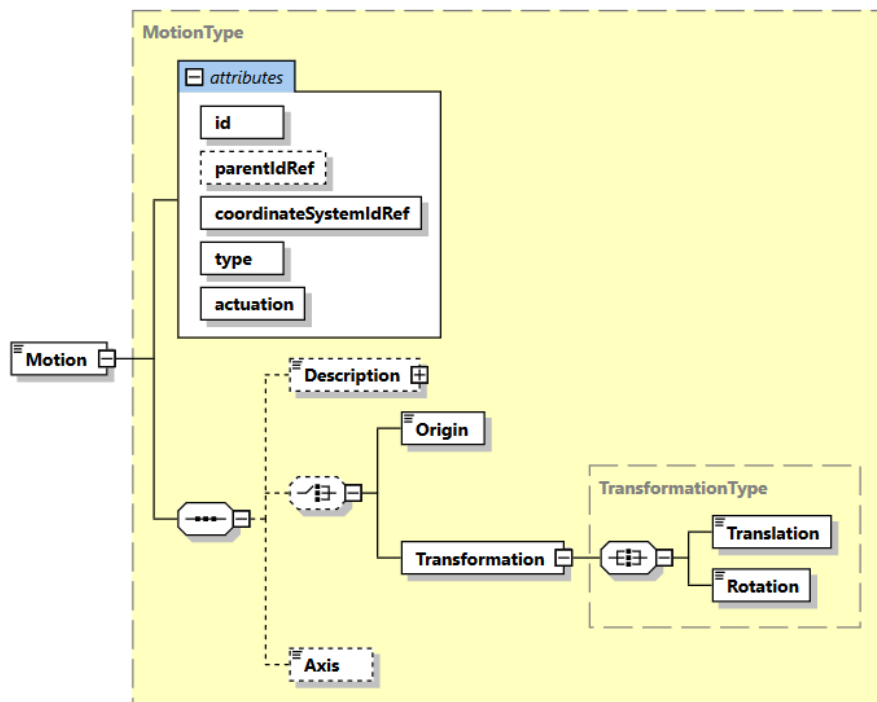 MotionType
attributes
id
parentIdRef
coordinateSystemIdRef
type
actuation
Motion
Description
Origin
TransformationType
Translation
Transformation
Rotation
Axis